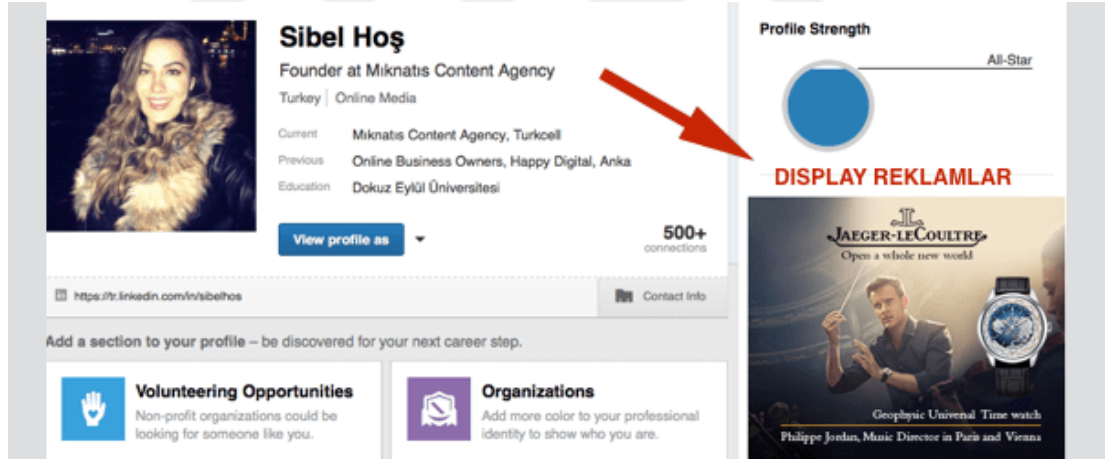 Sibel Hoş
Founder at Mıknatıs Content Agency
Turkey | Online Media
Current Mıknatıs Content Agency, Turkcell
Previous Online Business Owners, Happy Digital, Anka
Education Dokuz Eylül Üniversitesi
View profile as
500+
connections
https://tr.linkedin.com/in/sibelhos
Contact Info
Add a section to your profile – be discovered for your next career step.
Volunteering Opportunities
Non-profit organizations could be
looking for someone like you.
Organizations
Add more color to your professional
identity to show who you are.
Profile Strength
All-Star
DISPLAY REKLAMLAR
JAEGER-LECOULTRE
Open a whole new world
Geophysic Universal Time watch
Philippe Jordan, Music Director in Paris and Vienna